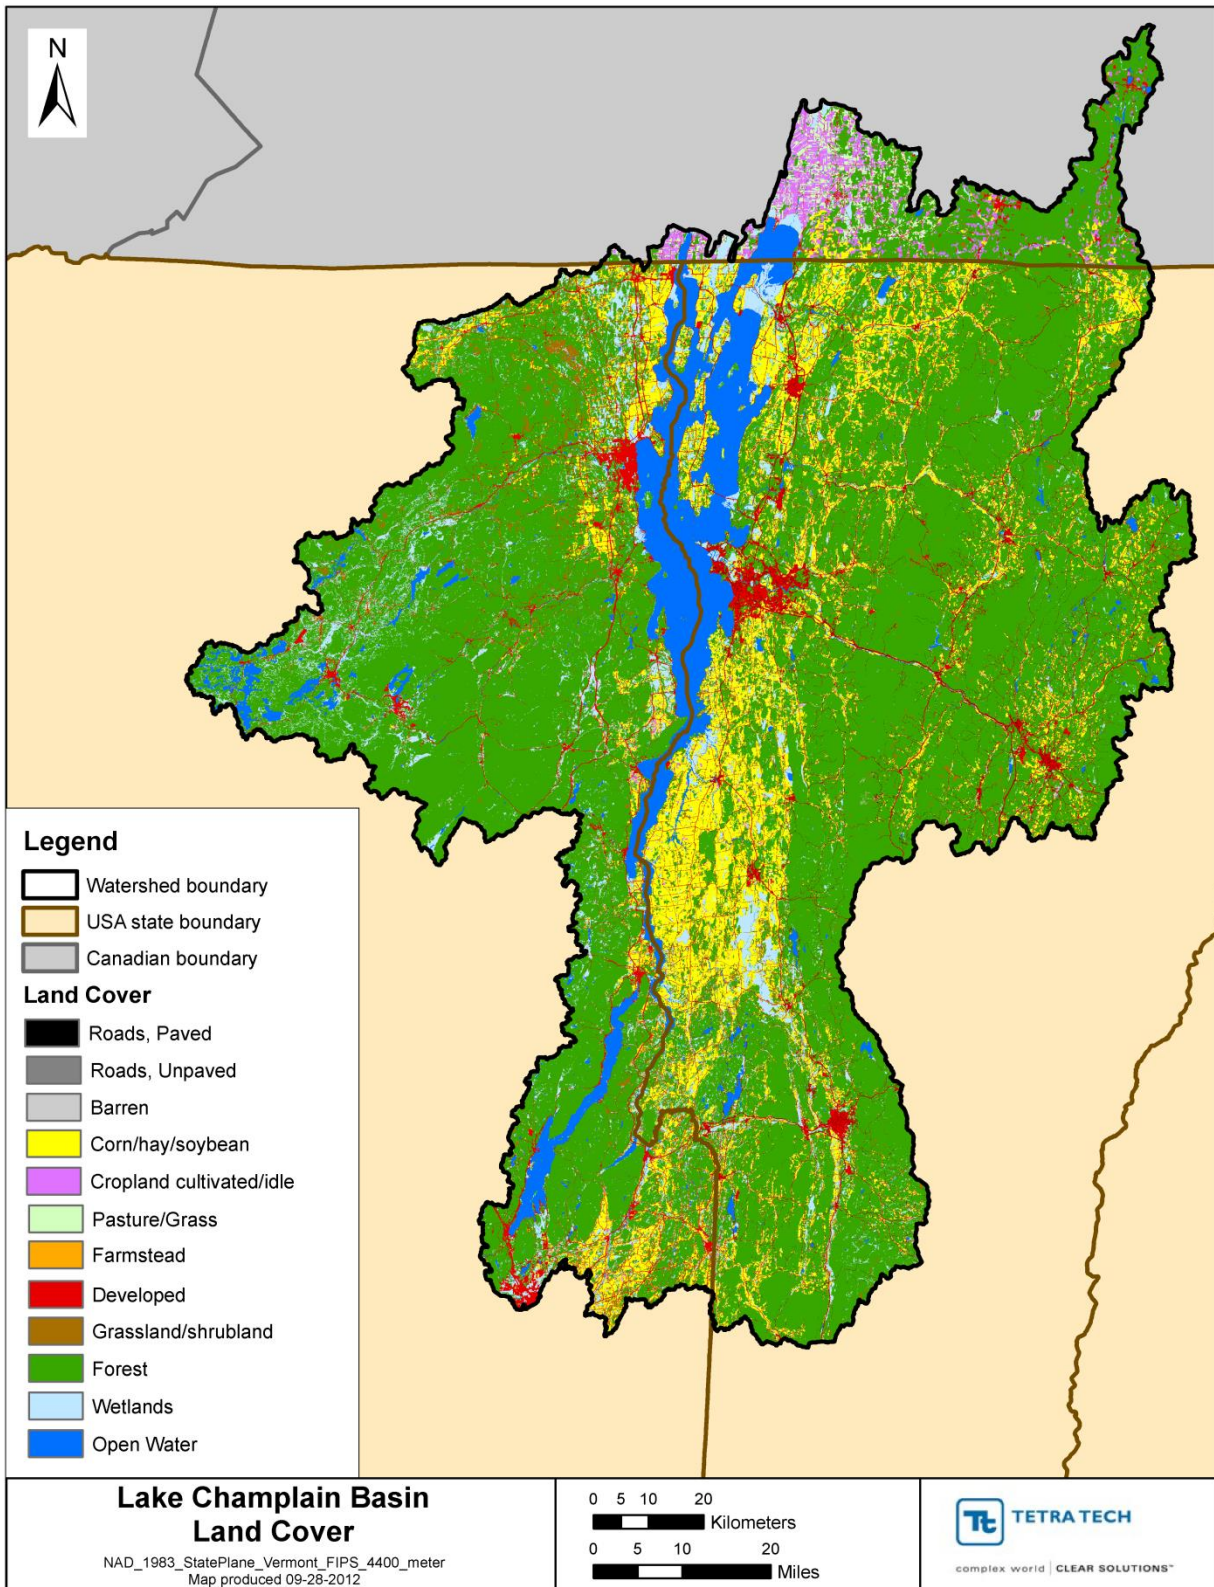 N
Legend
Watershed boundary
USA state boundary
Canadian boundary
Land Cover
Roads, Paved
Roads, Unpaved
Barren
Corn/hay/soybean
Cropland cultivated/idle
Pasture/Grass
Farmstead
Developed
Grassland/shrubland
Forest
Wetlands
Open Water
Lake Champlain Basin
Land Cover
NAD_1983_StatePlane_Vermont_FIPS_4400_meter
Map produced 09-28-2012
0 5 10 20
Kilometers
0 10 20
Miles
Tt TETRA TECH
complex world | CLEAR SOLUTIONS™